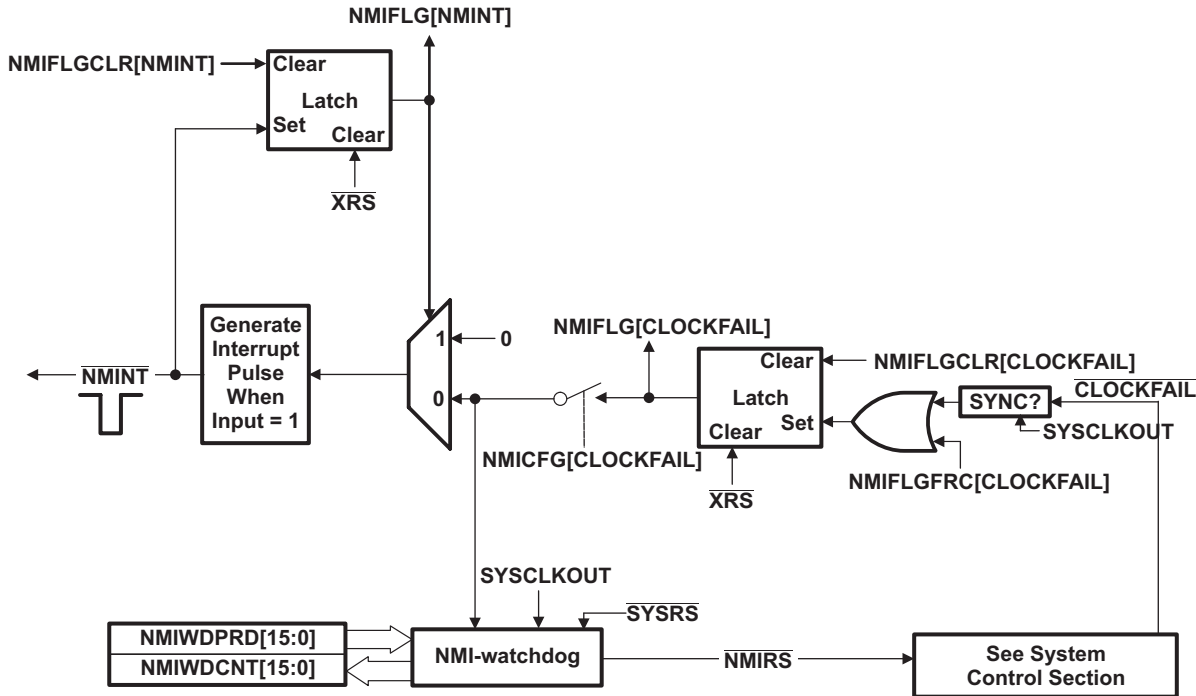 NMIFLG[NMINT]
NMIFLGCLR[NMINT]
Clear
Latch
Set
Clear
XRS
Generate
Interrupt
Pulse
When
Input = 1
NMINT
1
0
0
NMIFLG[CLOCKFAIL]
NMICFG[CLOCKFAIL]
Clear
Latch
Set
Clear
XRS
NMIFLGCLR[CLOCKFAIL]
CLOCKFAIL
SYNC?
SYSCLKOUT
NMIFLGFRC[CLOCKFAIL]
SYSCLKOUT
SYSRS
NMIWDPRD[15:0]
NMIWDCNT[15:0]
NMI-watchdog
NMIRS
See System
Control Section